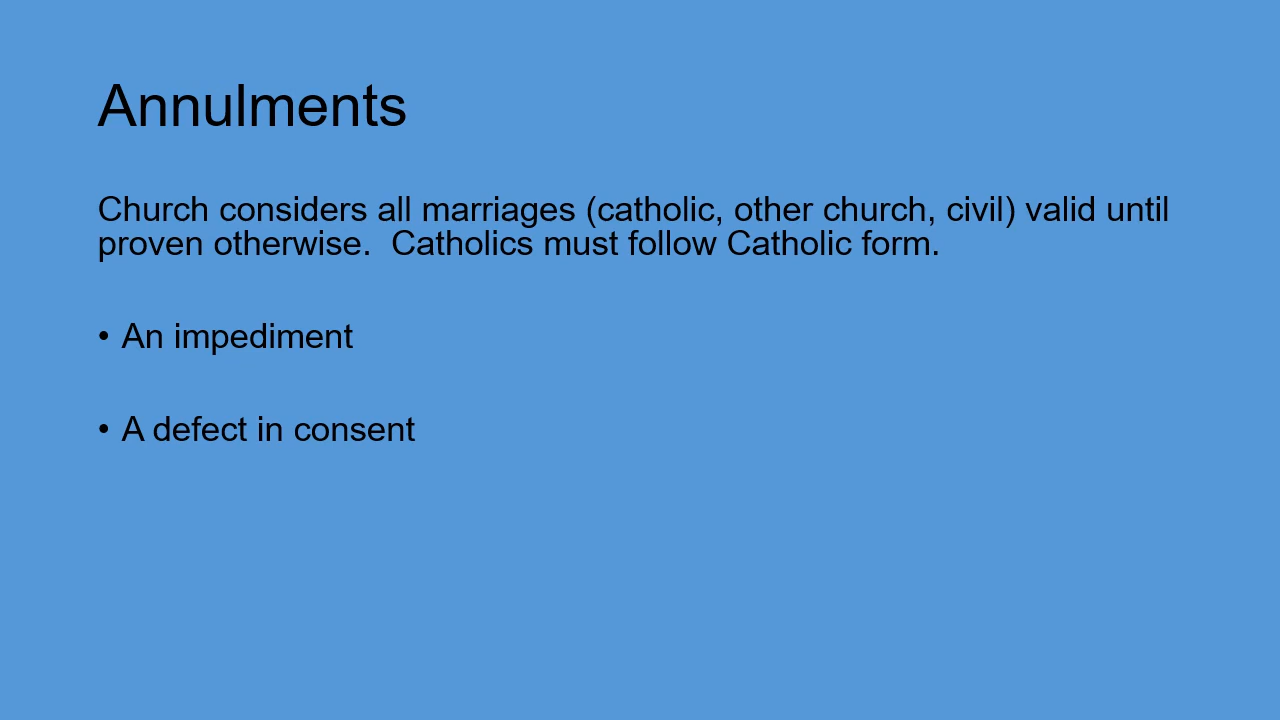 Annulments
Church considers all marriages (catholic, other church, civil) valid until
proven otherwise.  Catholics must follow Catholic form.
• An impediment
• A defect in consent